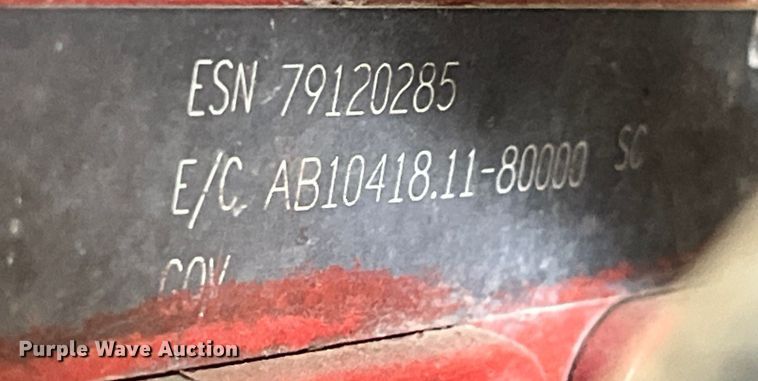 ESN 79120285
E/C AB10418.11-80000 SC
Purple Wave Auction